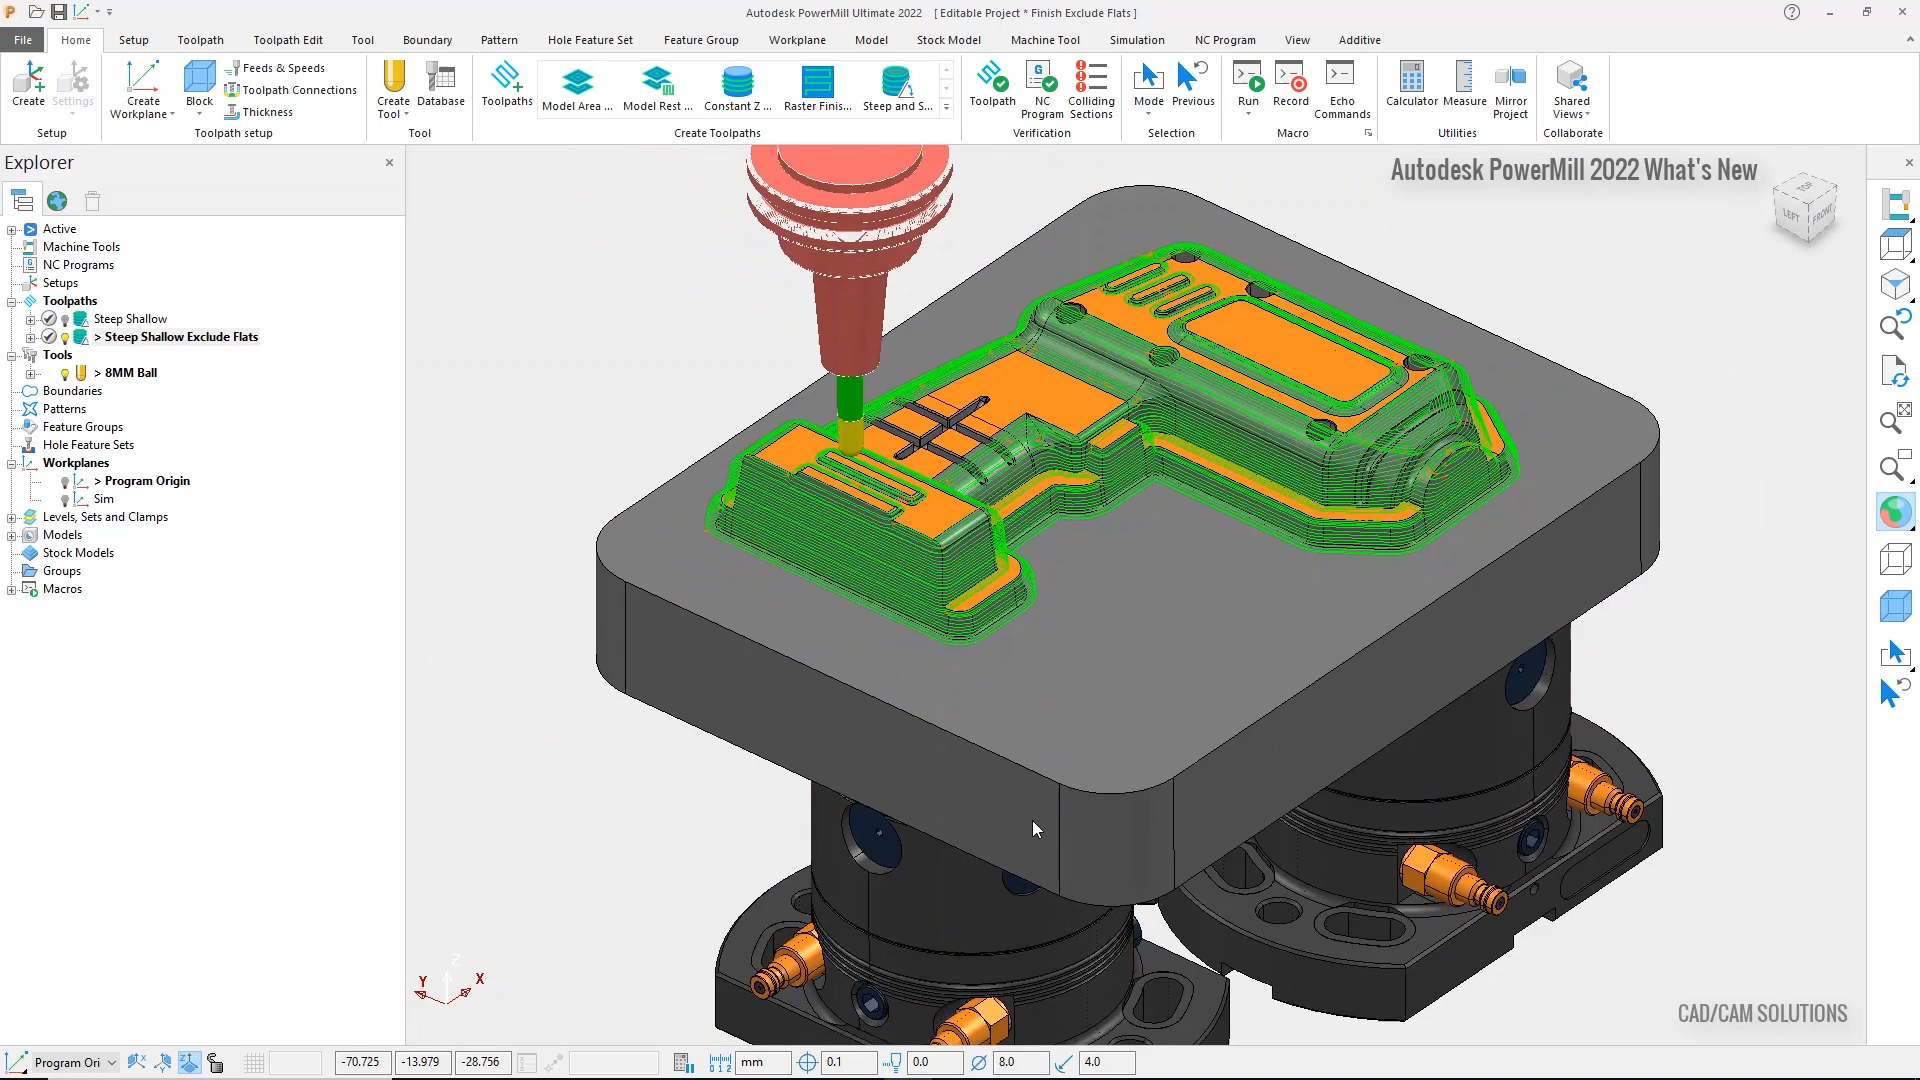 Autodesk PowerMill Ultimate 2022 [ Editable Project * Finish Exclude Flats ]
File Home Setup Toolpath Toolpath Edit Tool Boundary Pattern Hole Feature Set Feature Group Workplane Model Stock Model Machine Tool Simulation NC Program View Additive
Create
Settings
Setup
Create
Workplane
Block
Feeds & Speeds
Toolpath Connections
Thickness
Toolpath setup
Create
Tool
Database
Tool
Toolpaths
Model Area ...
Model Rest ...
Constant Z ...
Raster Finis...
Steep and S...
Create Toolpaths
Toolpath
NC
Program
Colliding
Sections
Verification
Mode
Previous
Selection
Run
Record
Echo
Commands
Macro
Calculator
Measure
Mirror
Project
Utilities
Shared
Views
Collaborate
Explorer
Active
Machine Tools
NC Programs
Setups
Toolpaths
Steep Shallow
> Steep Shallow Exclude Flats
Tools
> 8MM Ball
Boundaries
Patterns
Feature Groups
Hole Feature Sets
Workplanes
> Program Origin
Sim
Levels, Sets and Clamps
Models
Stock Models
Groups
Macros
Autodesk PowerMill 2022 What's New
TOP
LEFT
FRONT
Z
Y
X
CAD/CAM SOLUTIONS
Program Ori
-70.725
-13.979
-28.756
mm
0.1
0.0
8.0
4.0